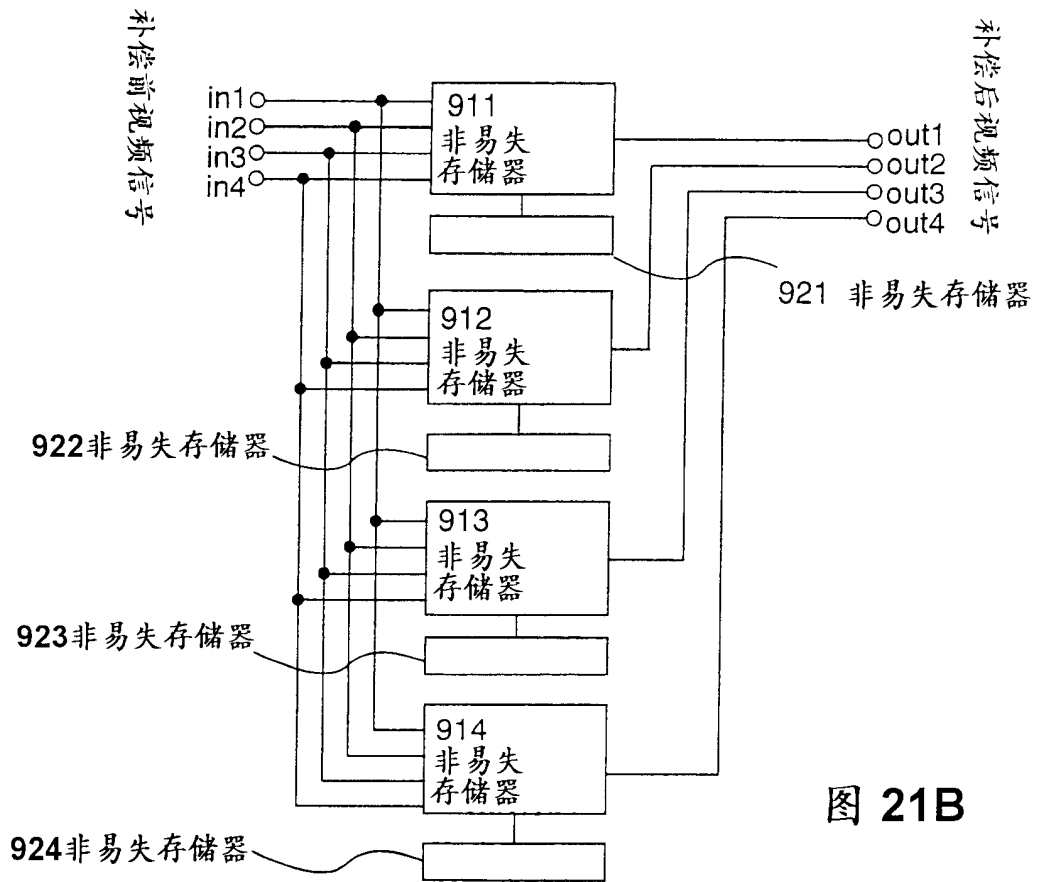 补偿前视频信号
in1
in2
in3
in4
911
非易失
存储器
out1
out2
out3
out4
补偿后视频信号
921 非易失存储器
912
非易失
存储器
922非易失存储器
913
非易失
存储器
923非易失存储器
914
非易失
存储器
924非易失存储器
图 21B